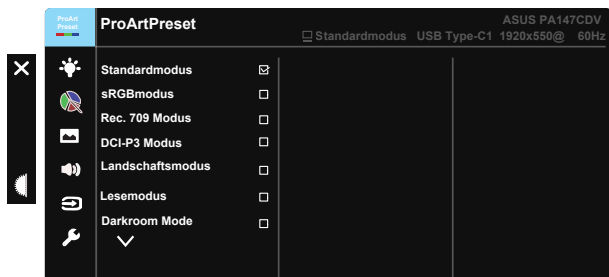 ProArt
Preset
ProArtPreset
ASUS PA147CDV
Standardmodus USB Type-C1 1920x550@ 60Hz
Standardmodus
sRGBmodus
Rec. 709 Modus
DCI-P3 Modus
Landschaftsmodus
Lesemodus
Darkroom Mode